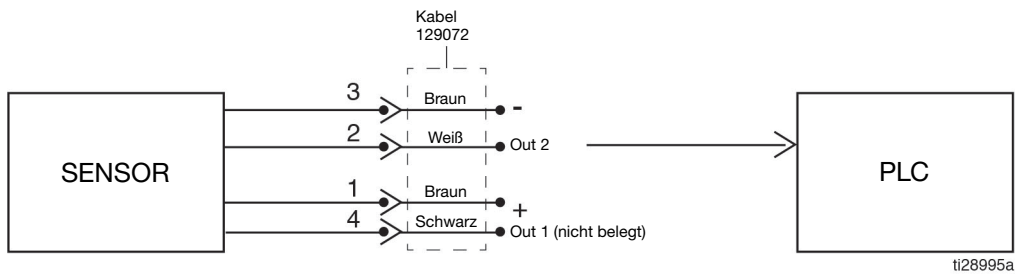 Kabel
129072
3 Braun -
2 Weiß Out 2
SENSOR
PLC
1 Braun +
4 Schwarz Out 1 (nicht belegt)
ti28995a